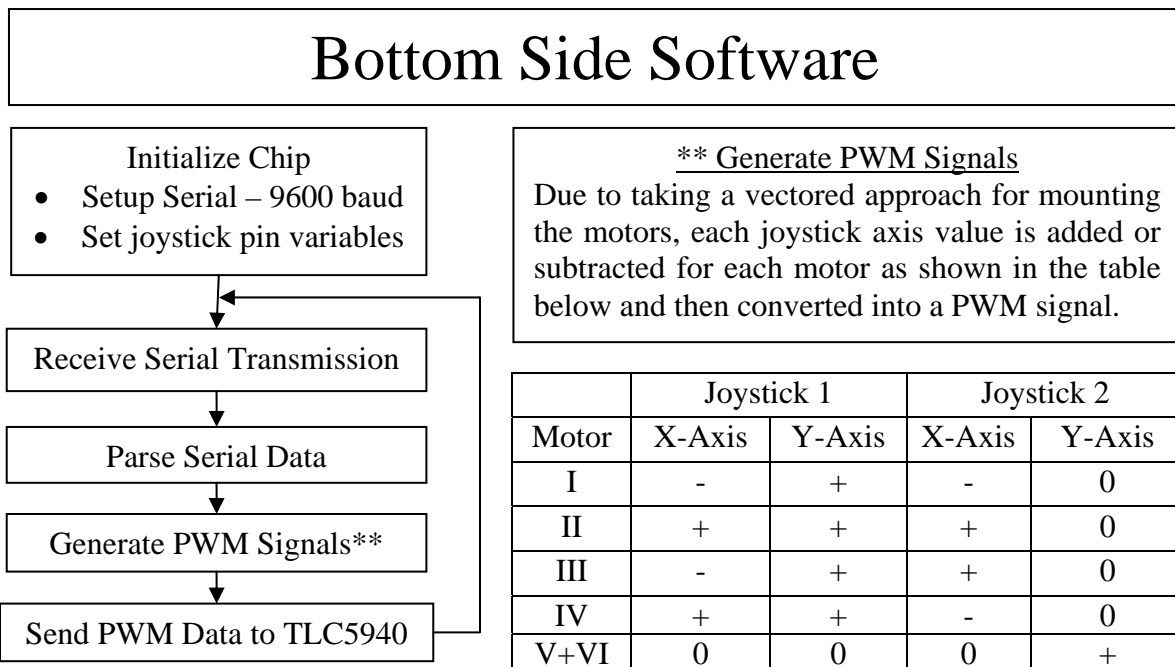 Bottom Side Software
Initialize Chip
• Setup Serial – 9600 baud
• Set joystick pin variables
Receive Serial Transmission
Parse Serial Data
Generate PWM Signals**
Send PWM Data to TLC5940
** Generate PWM Signals
Due to taking a vectored approach for mounting
the motors, each joystick axis value is added or
subtracted for each motor as shown in the table
below and then converted into a PWM signal.
Joystick 1 Joystick 2
Motor X-Axis Y-Axis X-Axis Y-Axis
I - + - 0
II + + + 0
III - + + 0
IV + + - 0
V+VI 0 0 0 +